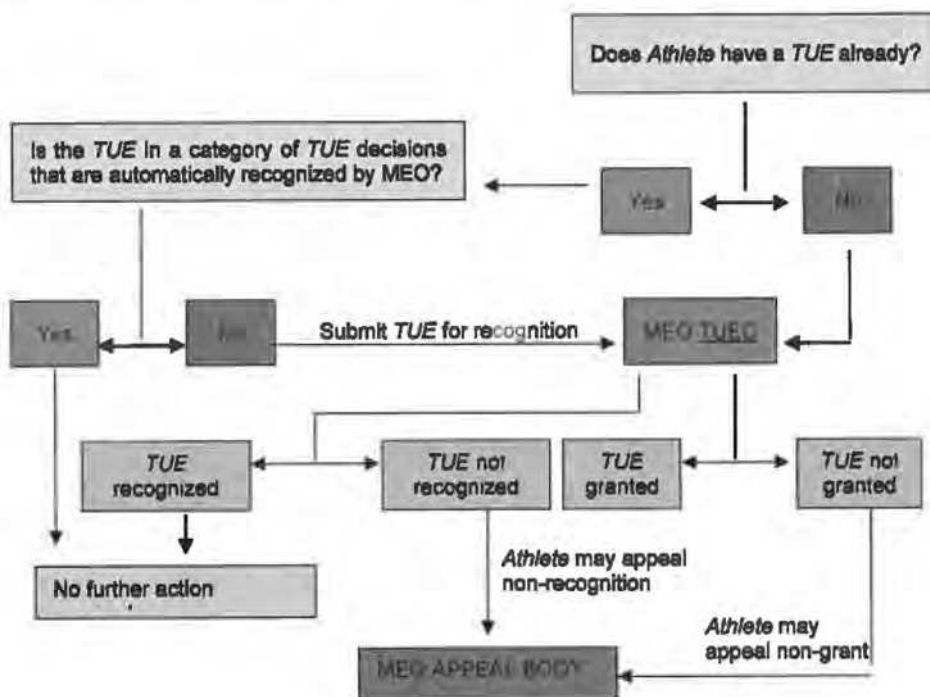 Does Athlete have a TUE already?
Is the TUE in a category of TUE decisions
that are automatically recognized by MEO?
Yes
No
Yes
No
Submit TUE for recognition
MEO TUEC
TUE
recognized
TUE not
recognized
TUE
granted
TUE not
granted
No further action
Athlete may appeal
non-recognition
Athlete may
appeal non-grant
MEO APPEAL BODY